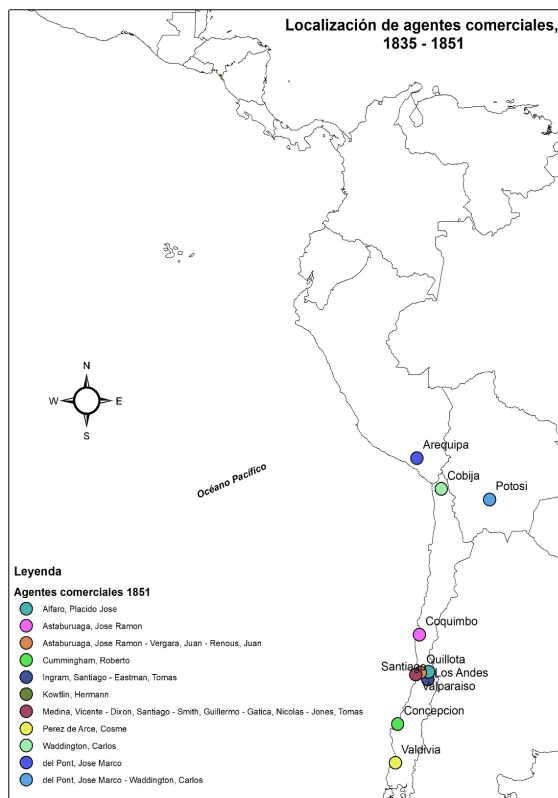 Localización de agentes comerciales,
1835 - 1851
N
W
E
S
Océano Pacífico
Arequipa
Cobija
Potosi
Coquimbo
Quillota
Santiago
Los Andes
Valparaiso
Concepcion
Valdivia
Leyenda
Agentes comerciales 1851
Alfaro, Placido Jose
Astaburuaga, Jose Ramon
Astaburuaga, Jose Ramon - Vergara, Juan - Renous, Juan
Cummingham, Roberto
Ingram, Santiago - Eastman, Tomas
Kowtlin, Hermann
Medina, Vicente - Dixon, Santiago - Smith, Guillermo - Gatica, Nicolas - Jones, Tomas
Perez de Arce, Cosme
Waddington, Carlos
del Pont, Jose Marco
del Pont, Jose Marco - Waddington, Carlos